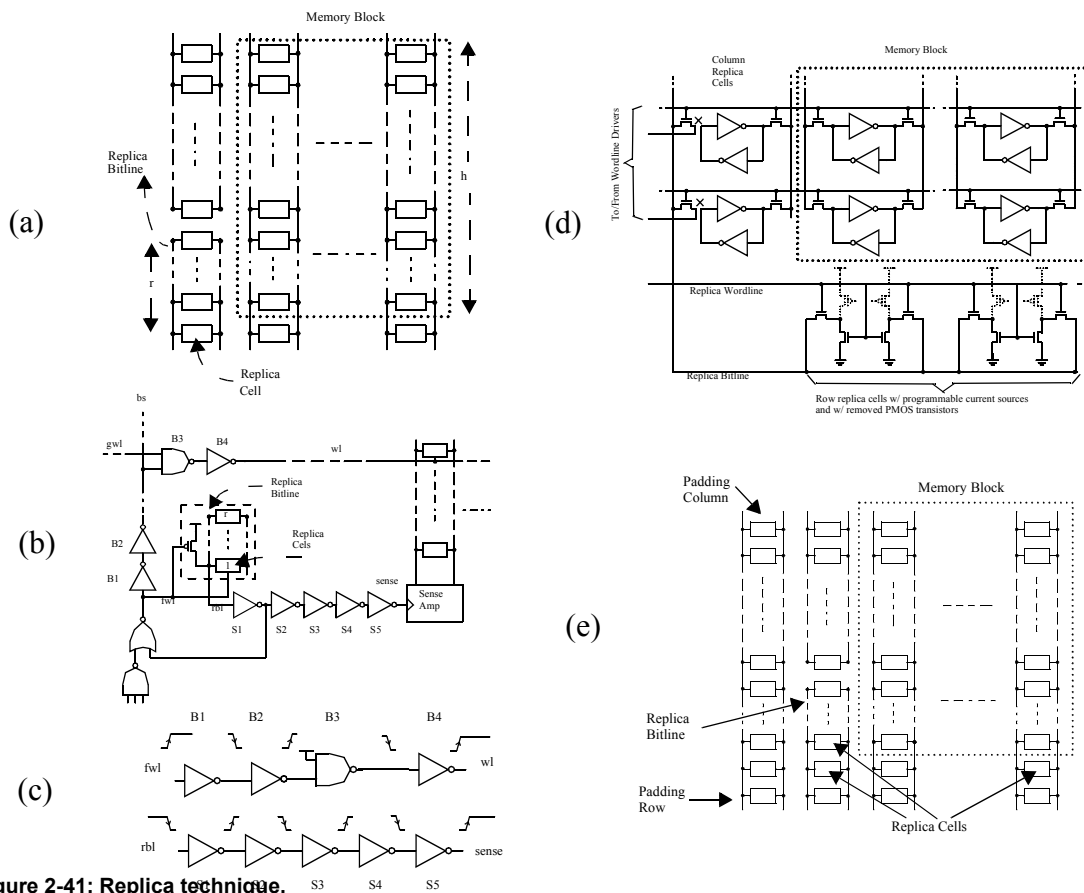 (a)
Memory Block
Replica
Bitline
h
r
Replica
Cell
(b)
bs
gwl
B3
B4
wl
Replica
Bitline
r
Replica
Cels
1
B2
B1
fwl
rbl
sense
Sense
Amp
S1
S2
S3
S4
S5
(c)
B1
B2
B3
B4
fwl
wl
rbl
sense
S1
S2
S3
S4
S5
(d)
Memory Block
Column
Replica
Cells
To/From Wordline Drivers
Replica Wordline
Replica Bitline
Row replica cells w/ programmable current sources
and w/ removed PMOS transistors
(e)
Padding
Column
Memory Block
Replica
Bitline
Padding
Row
Replica Cells
gure 2-41: Replica technique.